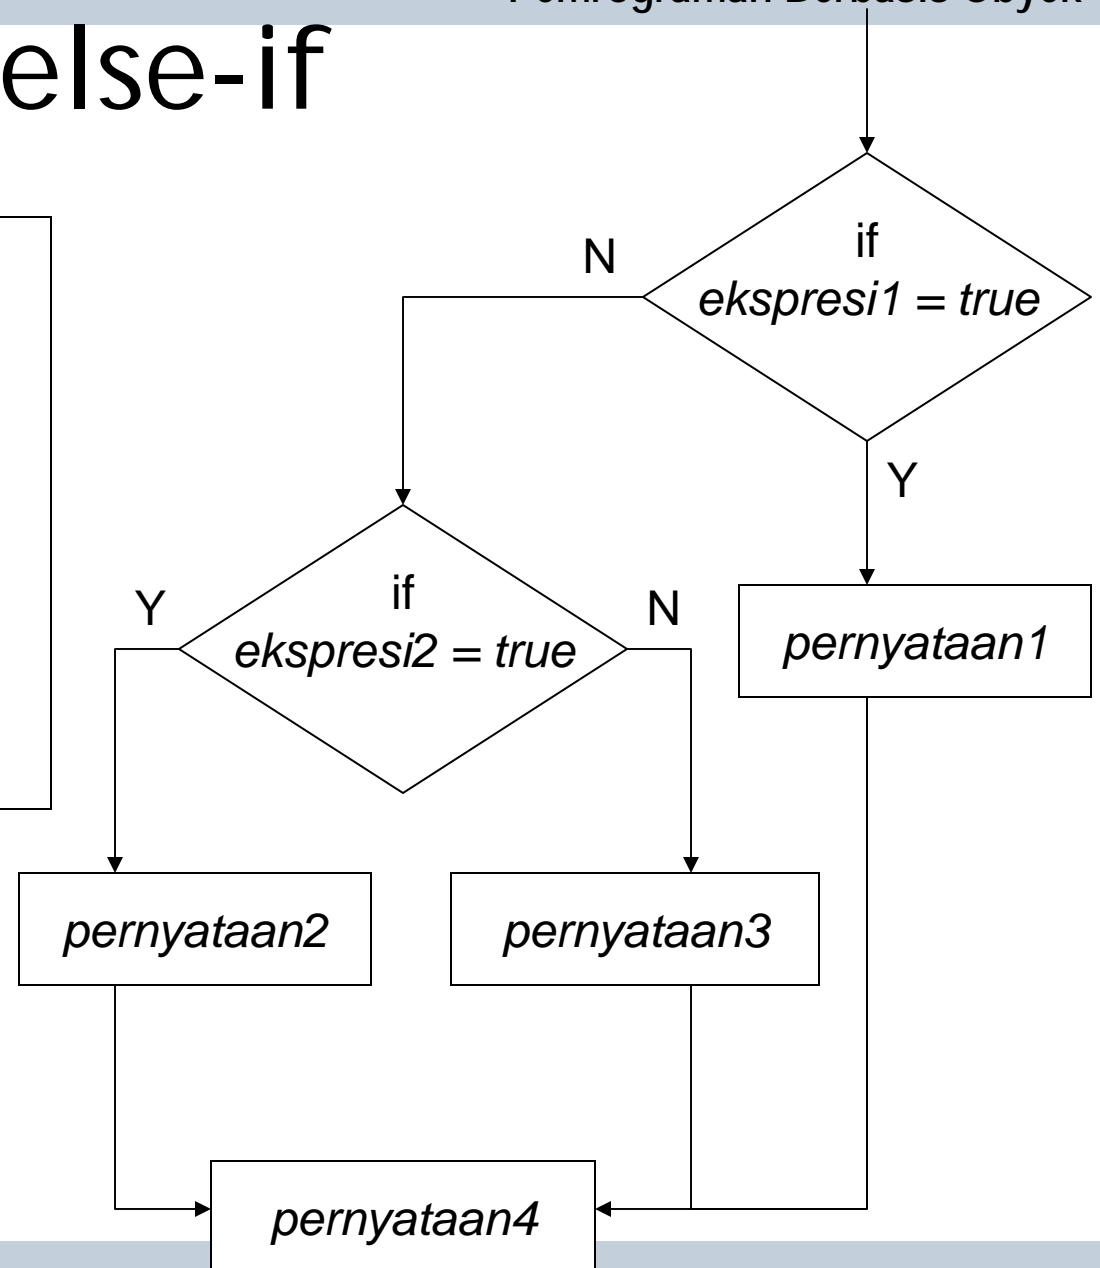 else-if
if
N
ekspresi1 = true
Y
if
Y
N
ekspresi2 = true
pernyataan1
pernyataan2
pernyataan3
pernyataan4